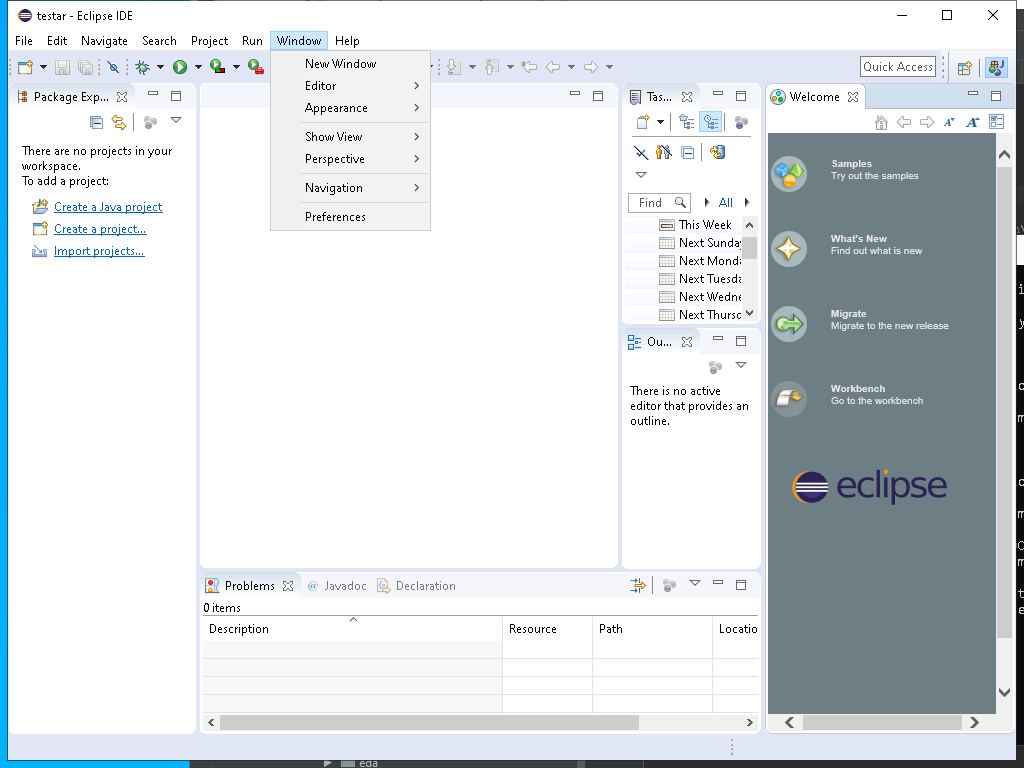 testar - Eclipse IDE
File Edit Navigate Search Project Run Window Help
New Window
Editor
Appearance
Show View
Perspective
Navigation
Preferences
Quick Access
Package Exp...
There are no projects in your
workspace.
To add a project:
Create a Java project
Create a project...
Import projects...
Tas...
Find
All
This Week
Next Sunday
Next Monda
Next Tuesda
Next Wedne
Next Thursd
Ou...
There is no active
editor that provides an
outline.
Welcome
Samples
Try out the samples
What's New
Find out what is new
Migrate
Migrate to the new release
Workbench
Go to the workbench
eclipse
Problems @ Javadoc Declaration
0 items
Description Resource Path Locatio
eda